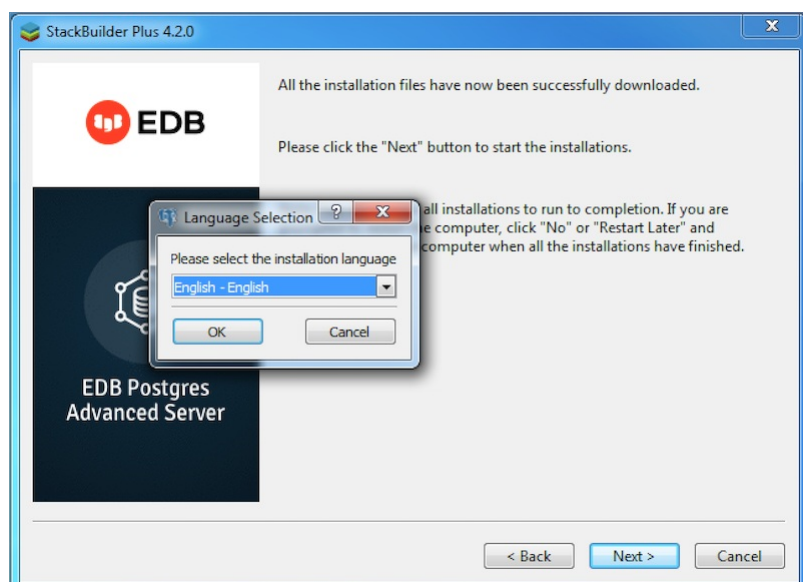 StackBuilder Plus 4.2.0
EDB
EDB Postgres
Advanced Server
All the installation files have now been successfully downloaded.
Please click the "Next" button to start the installations.
all installations to run to completion. If you are
computer, click "No" or "Restart Later" and
computer when all the installations have finished.
Language Selection
Please select the installation language
English - English
OK
Cancel
< Back
Next >
Cancel